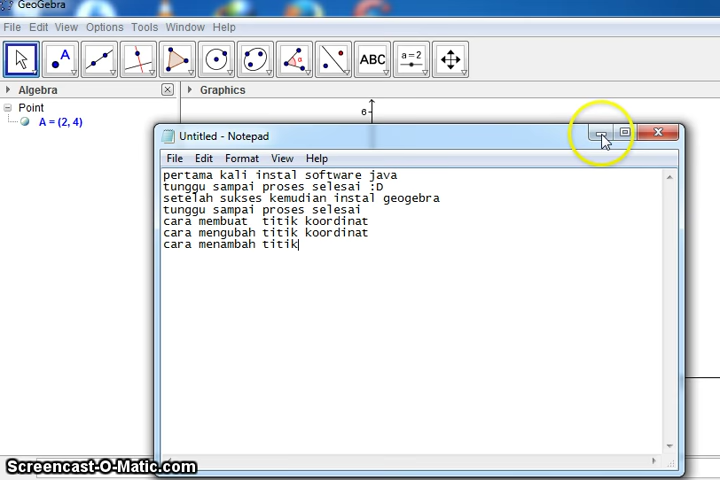 GeoGebra
File Edit View Options Tools Window Help
ABC a=2
Algebra Graphics
Point
A = (2, 4)
6
Untitled - Notepad
File Edit Format View Help
pertama kali instal software java
tunggu sampai proses selesai :D
setelah sukses kemudian instal geogebra
tunggu sampai proses selesai
cara membuat titik koordinat
cara mengubah titik koordinat
cara menambah titik
Screencast-O-Matic.com